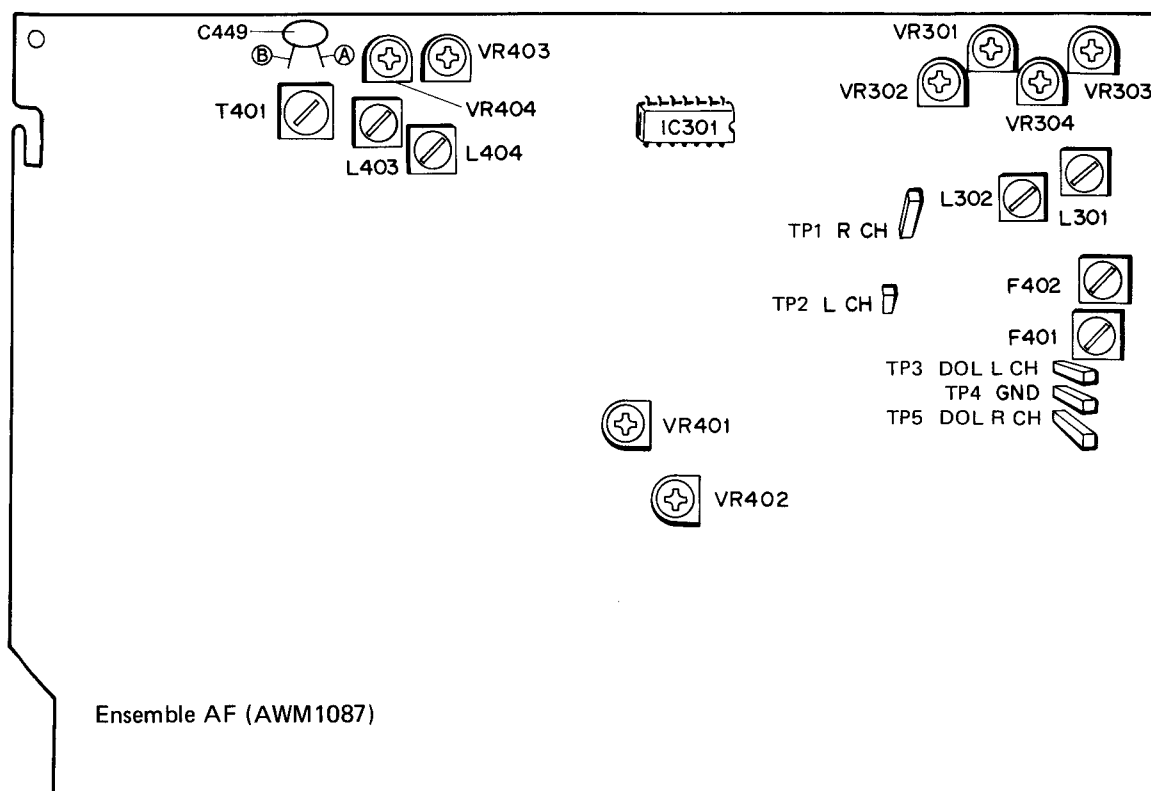 C449
Ⓑ Ⓐ
VR403
VR404
T401
L403
L404
IC301
VR301
VR302
VR303
VR304
L302
L301
TP1 R CH
F402
TP2 L CH
F401
TP3 DOL L CH
TP4 GND
TP5 DOL R CH
VR401
VR402
Ensemble AF (AWM1087)